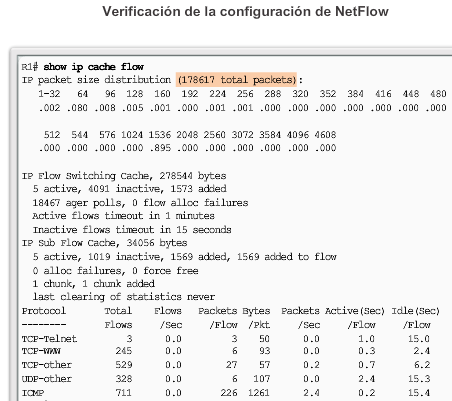 Verificación de la configuración de NetFlow
R1# show ip cache flow
IP packet size distribution (178617 total packets):
1-32 64 96 128 160 192 224 256 288 320 352 384 416 448 480
.002 .080 .008 .005 .001 .000 .001 .001 .000 .000 .000 .000 .000 .000 .000
512 544 576 1024 1536 2048 2560 3072 3584 4096 4608
.000 .000 .000 .000 .895 .000 .000 .000 .000 .000 .000
IP Flow Switching Cache, 278544 bytes
5 active, 4091 inactive, 1573 added
18467 ager polls, 0 flow alloc failures
Active flows timeout in 1 minutes
Inactive flows timeout in 15 seconds
IP Sub Flow Cache, 34056 bytes
5 active, 1019 inactive, 1569 added, 1569 added to flow
0 alloc failures, 0 force free
1 chunk, 1 chunk added
last clearing of statistics never
Protocol Total Flows Packets Bytes Packets Active(Sec) Idle(Sec)
-------- Flows /Sec /Flow /Pkt /Sec /Flow /Flow
TCP-Telnet 3 0.0 3 50 0.0 1.0 15.0
TCP-WWW 245 0.0 6 93 0.0 0.3 2.4
TCP-other 529 0.0 27 57 0.2 0.7 6.2
UDP-other 328 0.0 6 107 0.0 2.4 15.3
ICMP 711 0.0 226 1261 2.4 0.2 15.4